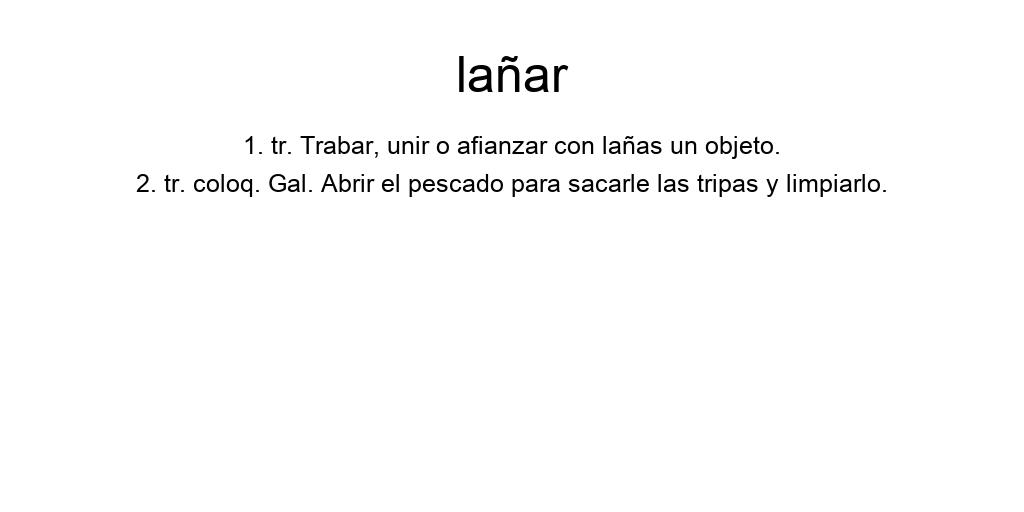 lañar
1. tr. Trabar, unir o afianzar con lañas un objeto.
2. tr. coloq. Gal. Abrir el pescado para sacarle las tripas y limpiarlo.